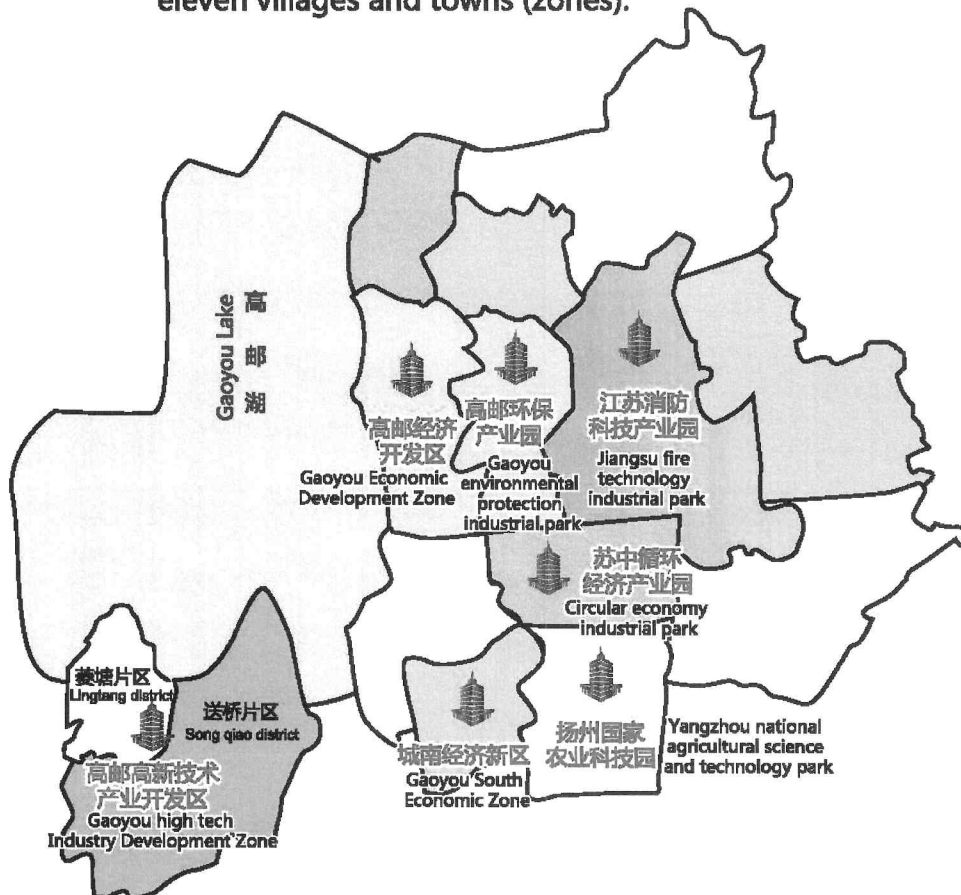 eleven villages and towns (zones).
Gaoyou Lake
高邮湖
高邮经济
开发区
Gaoyou Economic
Development Zone
高邮环保
产业园
Gaoyou
environmental
protection
industrial park
江苏消防
科技产业园
Jiangsu fire
technology
industrial park
苏中循环
经济产业园
Circular economy
industrial park
菱塘片区
Lingtang district
送桥片区
Song qiao district
高邮高新技术
产业开发区
Gaoyou high tech
Industry Development Zone
城南经济新区
Gaoyou South
Economic Zone
扬州国家
农业科技园
Yangzhou national
agricultural science
and technology park